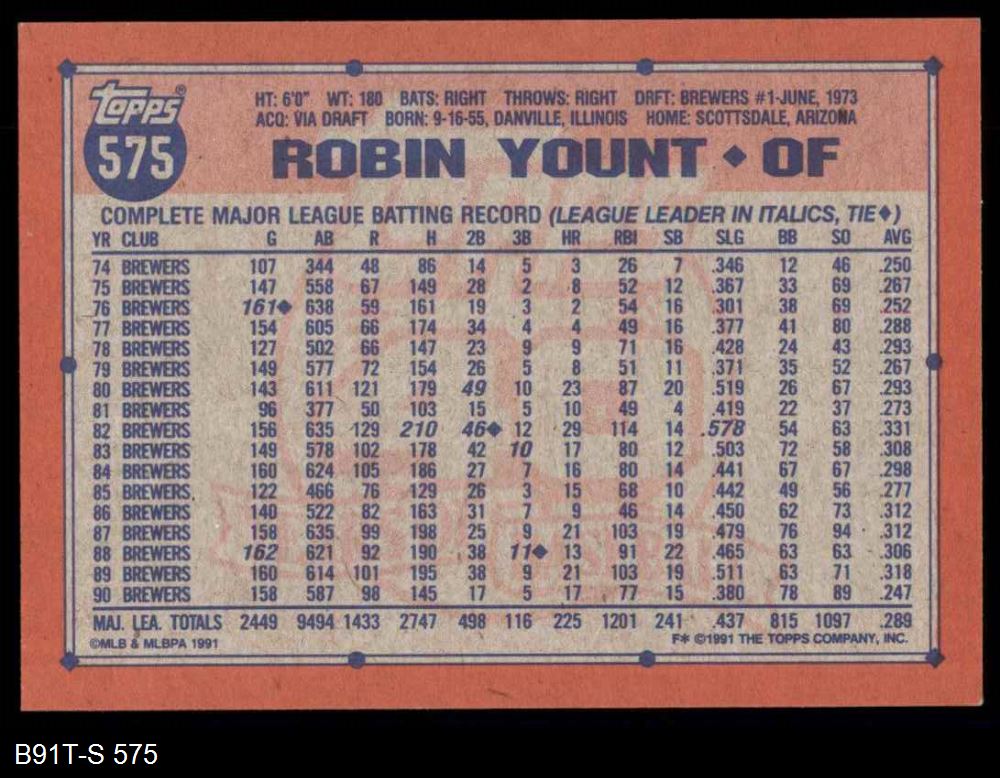 topps®
575
HT: 6'0" WT: 180 BATS: RIGHT THROWS: RIGHT DRFT: BREWERS #1-JUNE, 1973
ACQ: VIA DRAFT BORN: 9-16-55, DANVILLE, ILLINOIS HOME: SCOTTSDALE, ARIZONA
ROBIN YOUNT ◆ OF
COMPLETE MAJOR LEAGUE BATTING RECORD (LEAGUE LEADER IN ITALICS, TIE◆)
YR CLUB G AB R H 2B 3B HR RBI SB SLG BB SO AVG
74 BREWERS 107 344 48 86 14 5 3 26 7 .346 12 46 .250
75 BREWERS 147 558 67 149 28 2 8 52 12 .367 33 69 .267
76 BREWERS 161◆ 638 59 161 19 3 2 54 16 .301 38 69 .252
77 BREWERS 154 605 66 174 34 4 4 49 16 .377 41 80 .288
78 BREWERS 127 502 66 147 23 9 9 71 16 .428 24 43 .293
79 BREWERS 149 577 72 154 26 5 8 51 11 .371 35 52 .267
80 BREWERS 143 611 121 179 49 10 23 87 20 .519 26 67 .293
81 BREWERS 96 377 50 103 15 5 10 49 4 .419 22 37 .273
82 BREWERS 156 635 129 210 46◆ 12 29 114 14 .578 54 63 .331
83 BREWERS 149 578 102 178 42 10 17 80 12 .503 72 58 .308
84 BREWERS 160 624 105 186 27 7 16 80 14 .441 67 67 .298
85 BREWERS 122 466 76 129 26 3 15 68 10 .442 49 56 .277
86 BREWERS 140 522 82 163 31 7 9 46 14 .450 62 73 .312
87 BREWERS 158 635 99 198 25 9 21 103 19 .479 76 94 .312
88 BREWERS 162 621 92 190 38 11◆ 13 91 22 .465 63 63 .306
89 BREWERS 160 614 101 195 38 9 21 103 19 .511 63 71 .318
90 BREWERS 158 587 98 145 17 5 17 77 15 .380 78 89 .247
MAJ. LEA. TOTALS 2449 9494 1433 2747 498 116 225 1201 241 .437 815 1097 .289
©MLB & MLBPA 1991 F* ©1991 THE TOPPS COMPANY, INC.
B91T-S 575